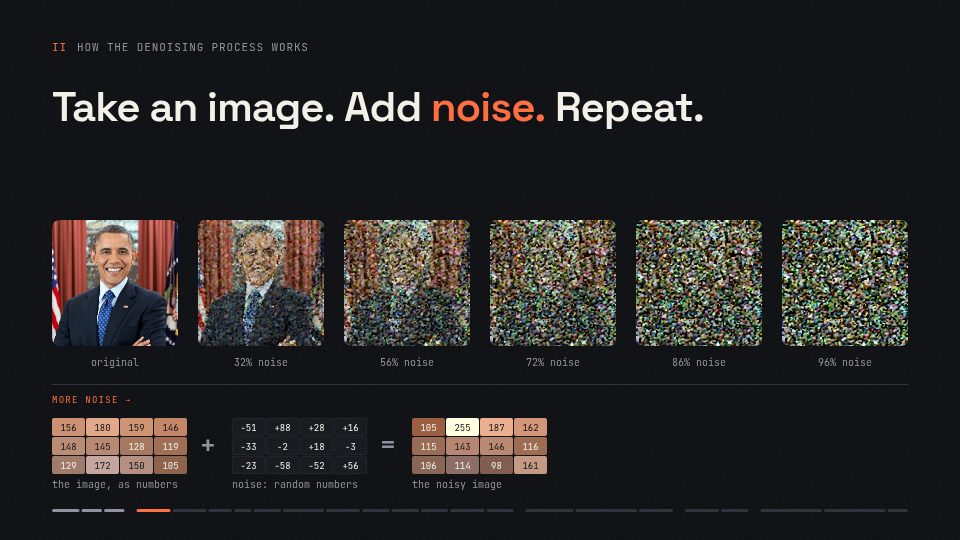 II HOW THE DENOISING PROCESS WORKS
Take an image. Add noise. Repeat.
original 32% noise 56% noise 72% noise 86% noise 96% noise
MORE NOISE →
156 180 159 146 -51 +88 +28 +16 105 255 187 162
148 145 128 119 + -33 -2 +18 -3 = 115 143 146 116
129 172 150 105 -23 -58 -52 +56 106 114 98 161
the image, as numbers noise: random numbers the noisy image